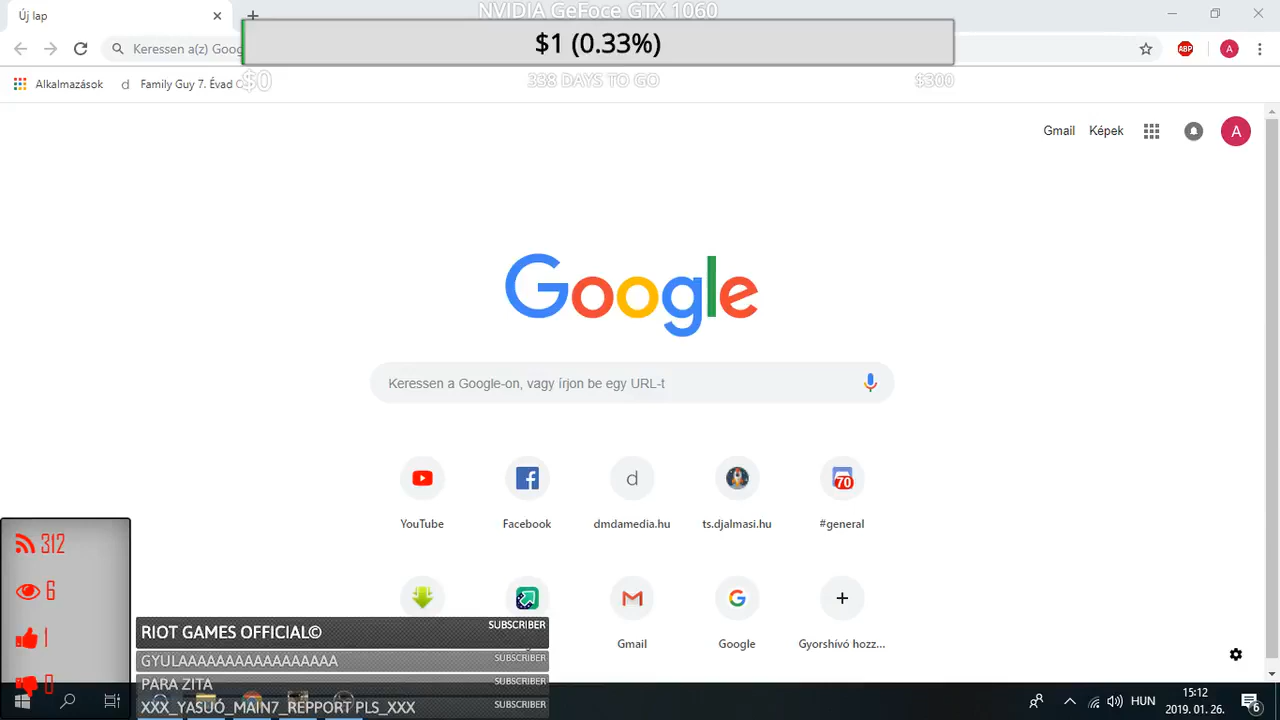 Új lap
NVIDIA GeFoce GTX 1060
Keressen a(z) Goog
$1 (0.33%)
ABP
A
Alkalmazások
d
Family Guy 7. Évad
$0
338 DAYS TO GO
$300
Gmail
Képek
A
Google
Keressen a Google-on, vagy írjon be egy URL-t
d
70
YouTube
Facebook
dmdamedia.hu
ts.djalmasi.hu
#general
312
6
1
0
Gmail
Google
Gyorshívó hozz...
RIOT GAMES OFFICIAL©
SUBSCRIBER
GYULAAAAAAAAAAAAAAAAA
SUBSCRIBER
PARA ZITA
SUBSCRIBER
XXX_YASUÓ_MAIN7_REPPORT PLS_XXX
SUBSCRIBER
HUN
15:12
2019. 01. 26.
6